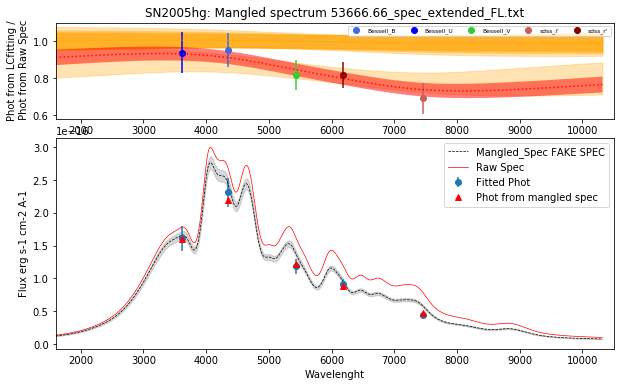 SN2005hg: Mangled spectrum 53666.66_spec_extended_FL.txt
Phot from LCfitting /
Phot from Raw Spec
1.0
0.8
0.6
Bessell_B
Bessell_U
Bessell_V
sdss_i'
sdss_r'
2000 3000 4000 5000 6000 7000 8000 9000 10000
1e−16
Flux erg s-1 cm-2 A-1
3.0
2.5
2.0
1.5
1.0
0.5
0.0
Mangled_Spec FAKE SPEC
Raw Spec
Fitted Phot
Phot from mangled spec
2000 3000 4000 5000 6000 7000 8000 9000 10000
Wavelenght